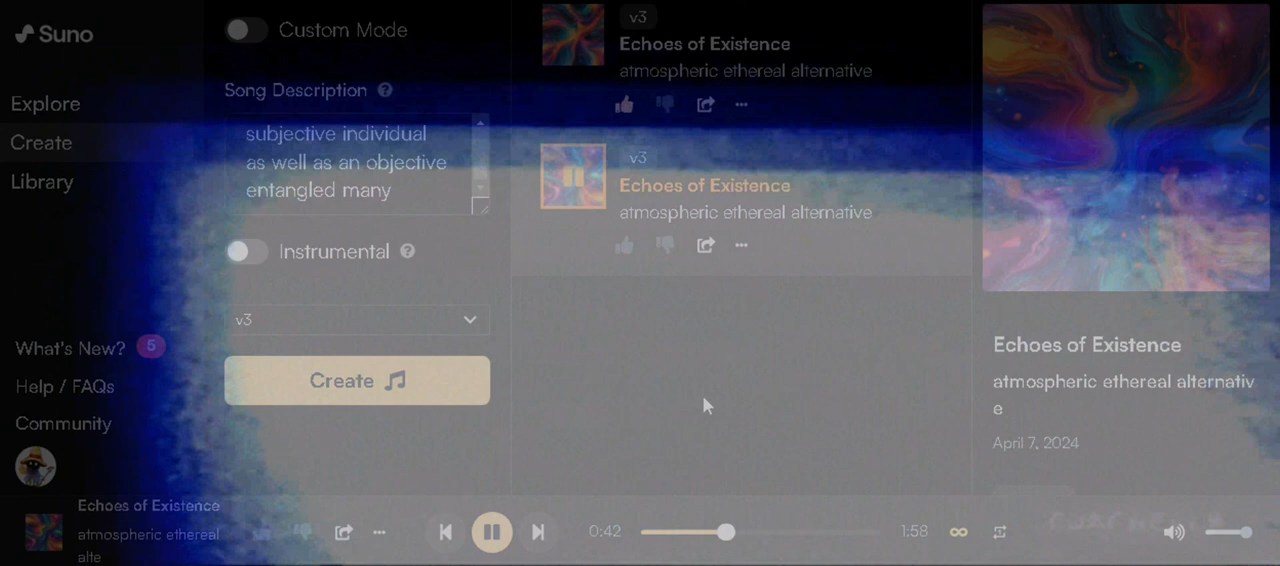 Suno
Explore
Create
Library
What's New? 5
Help / FAQs
Community
Custom Mode
Song Description
subjective individual
as well as an objective
entangled many
Instrumental
v3
Create
v3
Echoes of Existence
atmospheric ethereal alternative
v3
Echoes of Existence
atmospheric ethereal alternative
Echoes of Existence
atmospheric ethereal alternativ
e
April 7, 2024
Echoes of Existence
atmospheric ethereal
alte
0:42
1:58